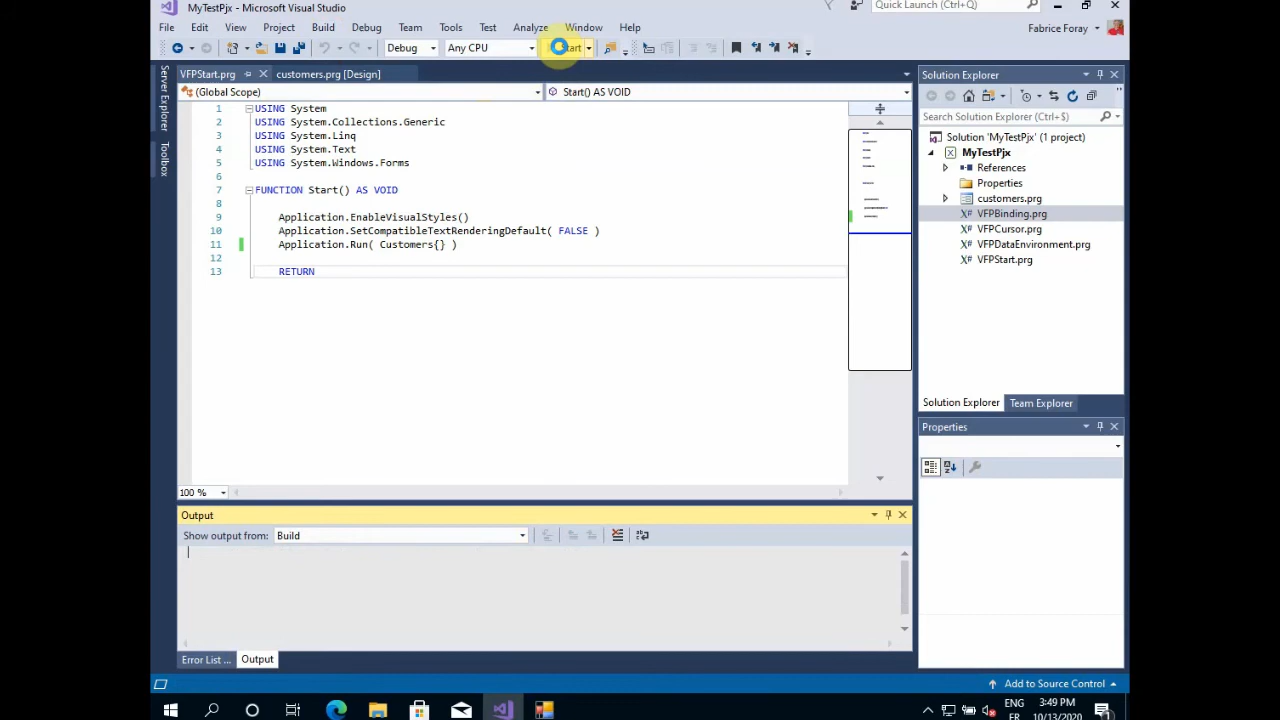 MyTestPjx - Microsoft Visual Studio
Quick Launch (Ctrl+Q)
File Edit View Project Build Debug Team Tools Test Analyze Window Help
Fabrice Foray
Debug Any CPU
VFPStart.prg customers.prg [Design]
(Global Scope) Start() AS VOID
Server Explorer
Toolbox
1 USING System
2 USING System.Collections.Generic
3 USING System.Linq
4 USING System.Text
5 USING System.Windows.Forms
6
7 FUNCTION Start() AS VOID
8
9 Application.EnableVisualStyles()
10 Application.SetCompatibleTextRenderingDefault( FALSE )
11 Application.Run( Customers{} )
12
13 RETURN
100 %
Solution Explorer
Search Solution Explorer (Ctrl+$)
Solution 'MyTestPjx' (1 project)
MyTestPjx
References
Properties
customers.prg
VFPBinding.prg
VFPCursor.prg
VFPDataEnvironment.prg
VFPStart.prg
Solution Explorer Team Explorer
Properties
Output
Show output from: Build
Error List ... Output
Add to Source Control
ENG 3:49 PM
FR 10/13/2020
1